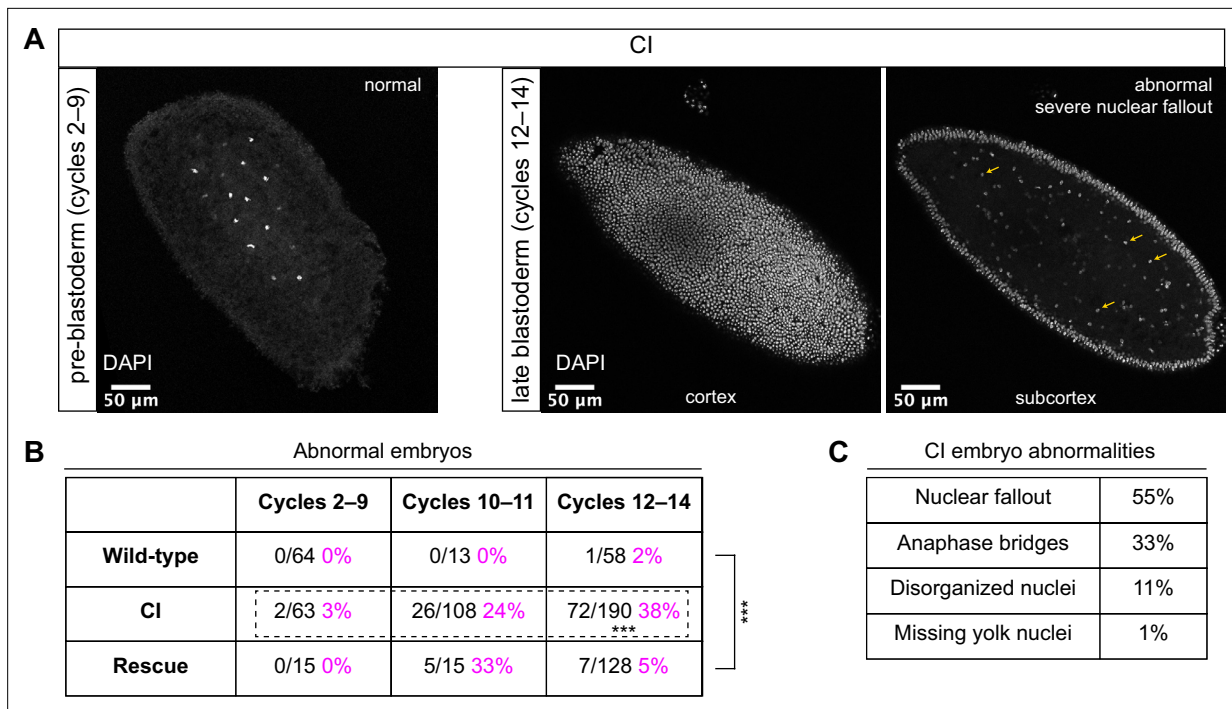 A
CI
pre-blastoderm (cycles 2–9)
normal
DAPI
50 µm
late blastoderm (cycles 12–14)
DAPI
50 µm
cortex
abnormal
severe nuclear fallout
50 µm
subcortex
B
Abnormal embryos
Cycles 2–9 Cycles 10–11 Cycles 12–14
Wild-type 0/64 0% 0/13 0% 1/58 2%
CI 2/63 3% 26/108 24% 72/190 38%
***
Rescue 0/15 0% 5/15 33% 7/128 5%
***
C
CI embryo abnormalities
Nuclear fallout 55%
Anaphase bridges 33%
Disorganized nuclei 11%
Missing yolk nuclei 1%